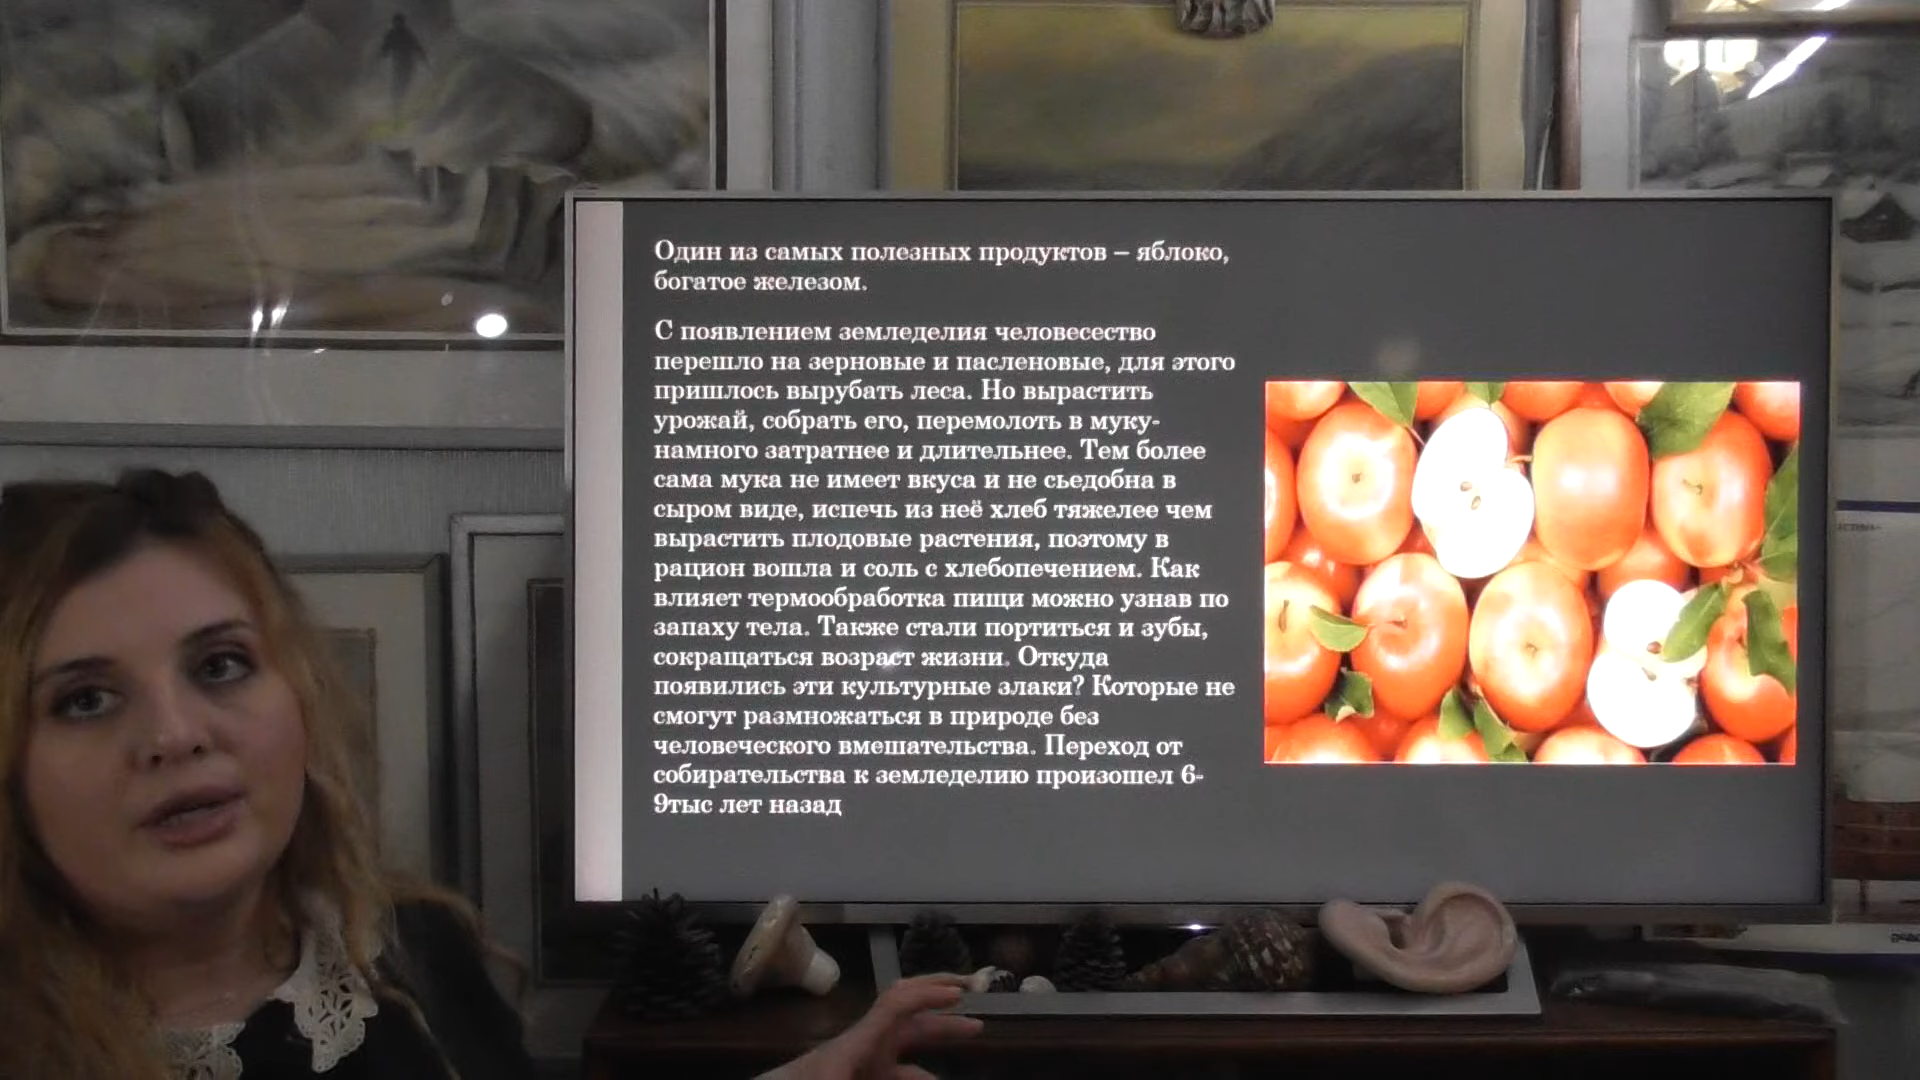 Один из самых полезных продуктов – яблоко,
богатое железом.
С появлением земледелия человесество
перешло на зерновые и пасленовые, для этого
пришлось вырубать леса. Но вырастить
урожай, собрать его, перемолоть в муку-
намного затратнее и длительнее. Тем более
сама мука не имеет вкуса и не сьедобна в
сыром виде, испечь из неё хлеб тяжелее чем
вырастить плодовые растения, поэтому в
рацион вошла и соль с хлебопечением. Как
влияет термообработка пищи можно узнав по
запаху тела. Также стали портиться и зубы,
сокращаться возраст жизни. Откуда
появились эти культурные злаки? Которые не
смогут размножаться в природе без
человеческого вмешательства. Переход от
собирательства к земледелию произошел 6-
9тыс лет назад